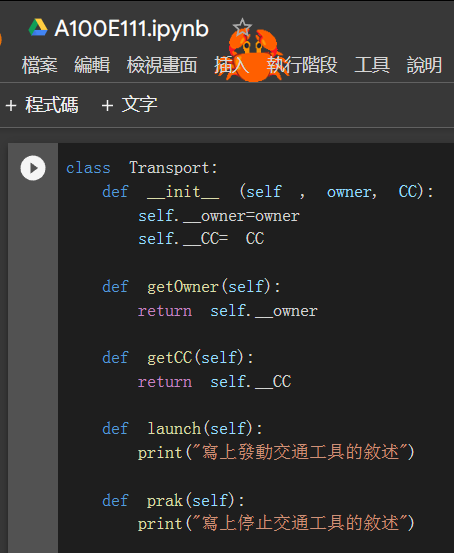 A100E111.ipynb
檔案 編輯 檢視畫面 插入 執行階段 工具 說明
+ 程式碼 + 文字
class Transport:
def __init__ (self , owner, CC):
self.__owner=owner
self.__CC= CC
def getOwner(self):
return self.__owner
def getCC(self):
return self.__CC
def launch(self):
print("寫上發動交通工具的敘述")
def prak(self):
print("寫上停止交通工具的敘述")